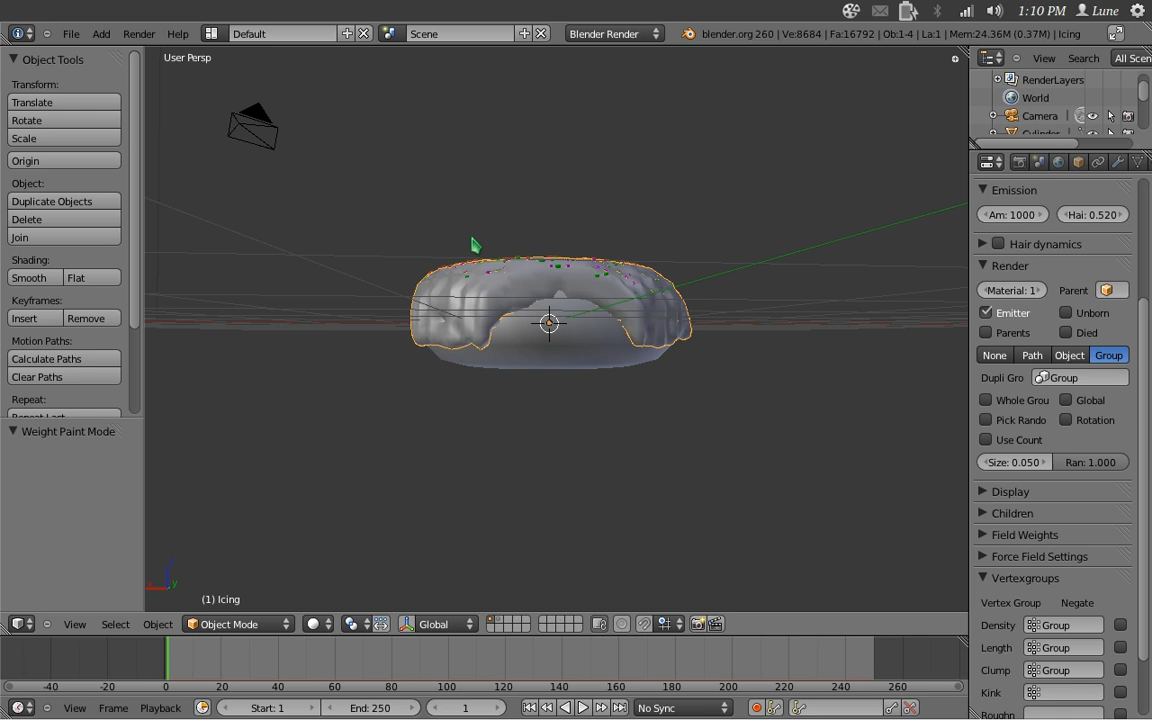 1:10 PM Lune
File Add Render Help Default Scene Blender Render blender.org 260 | Ve:8684 | Fa:16792 | Ob:1-4 | La:1 | Mem:24.36M (0.37M) | Icing
Object Tools
Transform:
Translate
Rotate
Scale
Origin
Object:
Duplicate Objects
Delete
Join
Shading:
Smooth Flat
Keyframes:
Insert Remove
Motion Paths:
Calculate Paths
Clear Paths
Repeat:
Repeat Last
Weight Paint Mode
User Persp
(1) Icing
View Search All Scen
RenderLayers
World
Camera
Cylinder
Emission
Am: 1000 Hai: 0.520
Hair dynamics
Render
Material: 1 Parent
Emitter Unborn
Parents Died
None Path Object Group
Dupli Gro Group
Whole Grou Global
Pick Rando Rotation
Use Count
Size: 0.050 Ran: 1.000
Display
Children
Field Weights
Force Field Settings
Vertexgroups
Vertex Group Negate
Density Group
Length Group
Clump Group
Kink
Roughn
View Select Object Object Mode Global
-40 -20 0 20 40 60 80 100 120 140 160 180 200 220 240 260
View Frame Playback Start: 1 End: 250 1 No Sync